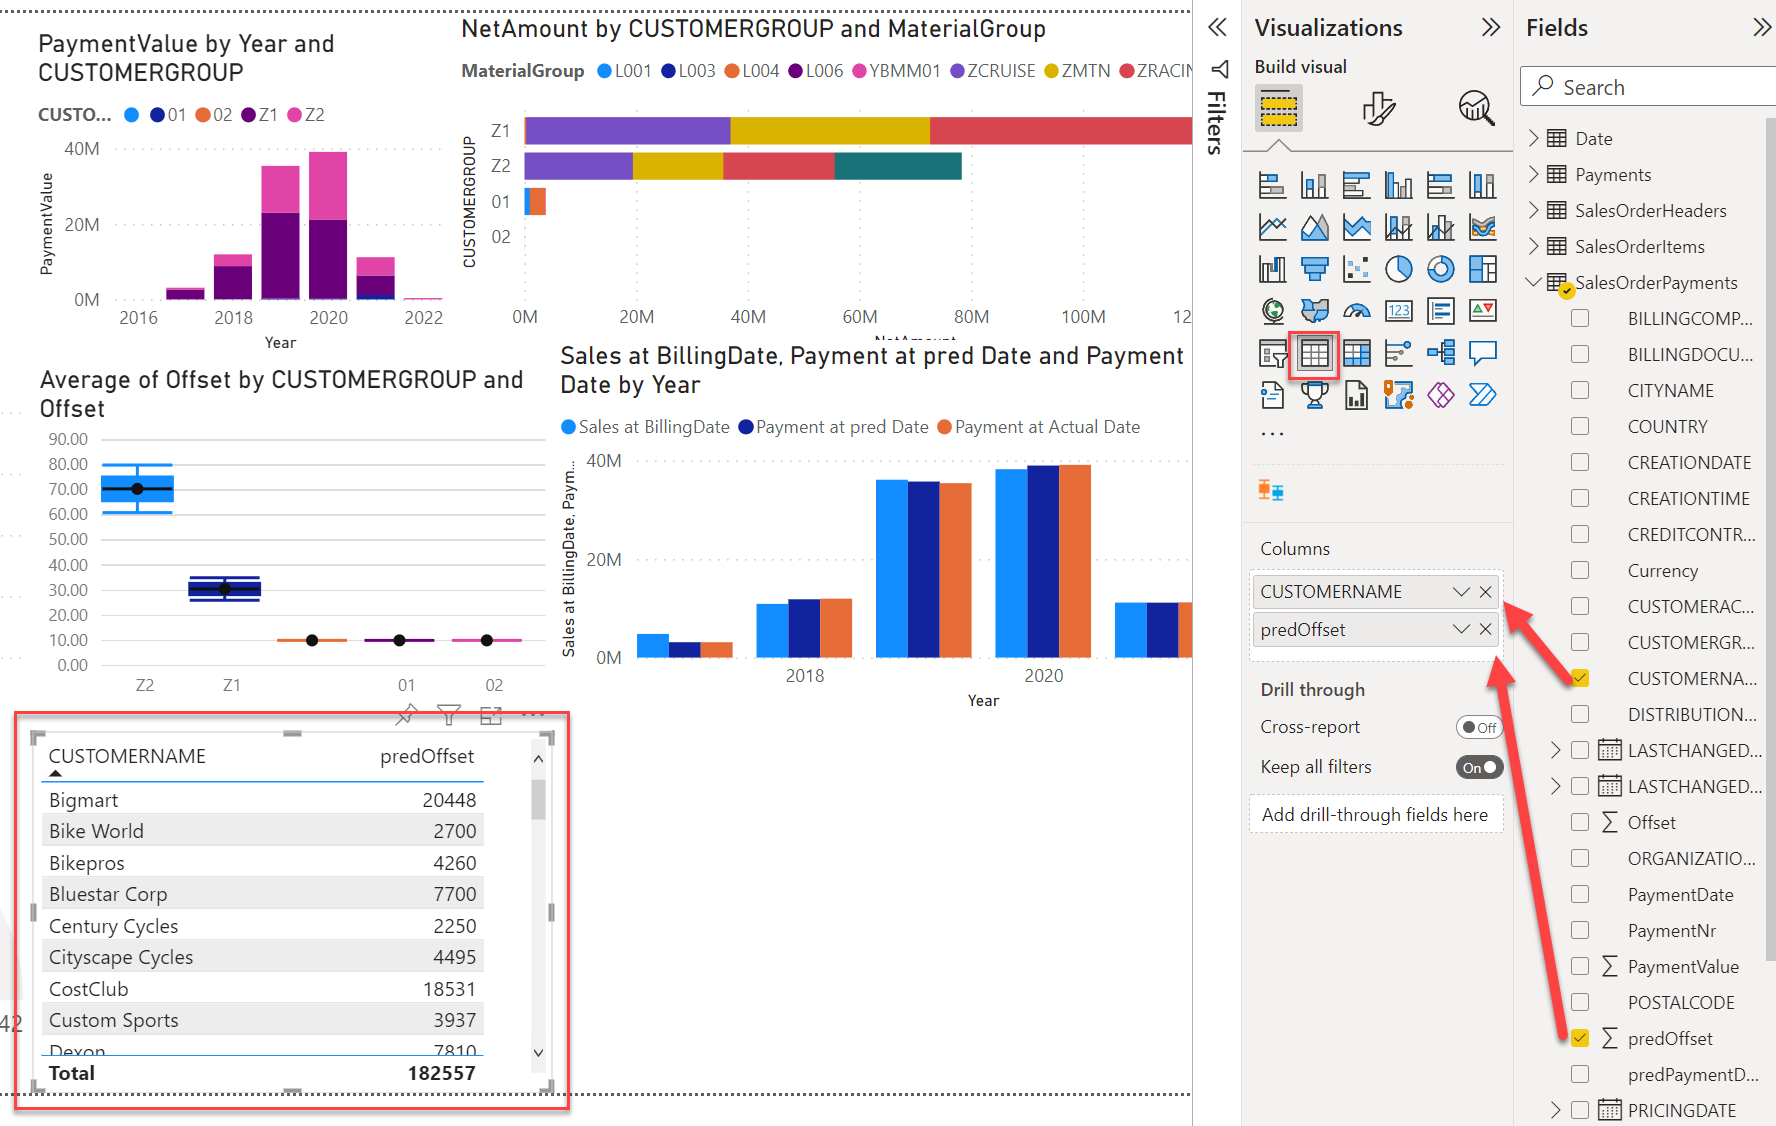 PaymentValue by Year and
CUSTOMERGROUP
CUSTO... 01 02 Z1 Z2
PaymentValue
40M
20M
0M
2016 2018 2020 2022
Year
NetAmount by CUSTOMERGROUP and MaterialGroup
MaterialGroup L001 L003 L004 L006 YBMM01 ZCRUISE ZMTN ZRACIN
CUSTOMERGROUP
Z1
Z2
01
02
0M 20M 40M 60M 80M 100M 12
NetAmount
Average of Offset by CUSTOMERGROUP and
Offset
90.00
80.00
70.00
60.00
50.00
40.00
30.00
20.00
10.00
0.00
Z2 Z1 01 02
Sales at BillingDate, Payment at pred Date and Payment
Date by Year
Sales at BillingDate Payment at pred Date Payment at Actual Date
Sales at BillingDate, Paym...
40M
20M
0M
2018 2020
Year
42
CUSTOMERNAME predOffset
Bigmart 20448
Bike World 2700
Bikepros 4260
Bluestar Corp 7700
Century Cycles 2250
Cityscape Cycles 4495
CostClub 18531
Custom Sports 3937
Dexon 7810
Total 182557
Filters
Visualizations
Build visual
123
...
Columns
CUSTOMERNAME
predOffset
Drill through
Cross-report Off
Keep all filters On
Add drill-through fields here
Fields
Search
Date
Payments
SalesOrderHeaders
SalesOrderItems
SalesOrderPayments
BILLINGCOMP...
BILLINGDOCU...
CITYNAME
COUNTRY
CREATIONDATE
CREATIONTIME
CREDITCONTR...
Currency
CUSTOMERAC...
CUSTOMERGR...
CUSTOMERNA...
DISTRIBUTION...
LASTCHANGED...
LASTCHANGED...
Offset
ORGANIZATIO...
PaymentDate
PaymentNr
PaymentValue
POSTALCODE
predOffset
predPaymentD...
PRICINGDATE